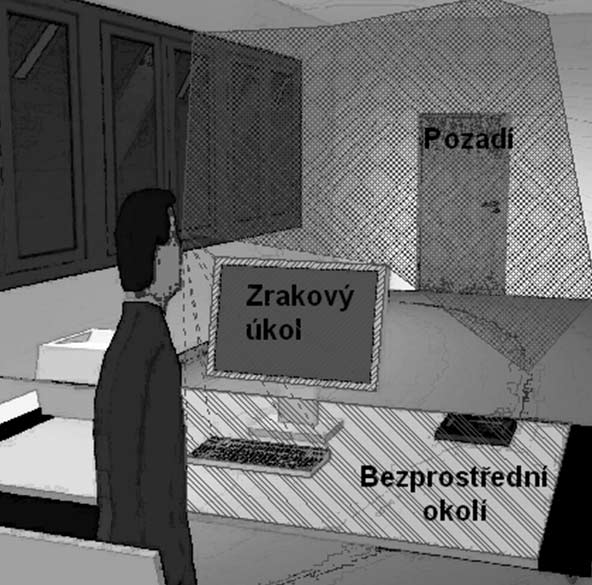 Pozadí
Zrakový
úkol
Bezprostřední
okolí